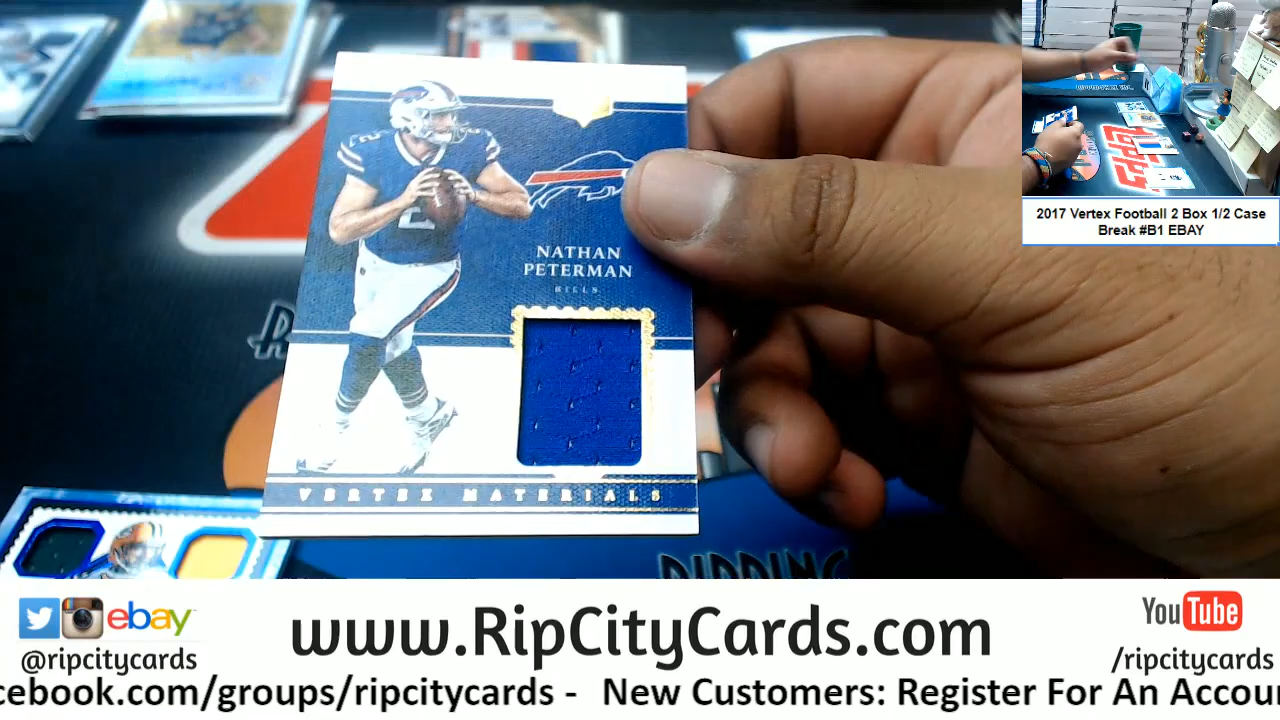 2
NATHAN
PETERMAN
BILLS
VERTEX MATERIALS
2017 Vertex Football 2 Box 1/2 Case
Break #B1 EBAY
ebay
@ripcitycards
www.RipCityCards.com
YouTube
/ripcitycards
cebook.com/groups/ripcitycards - New Customers: Register For An Accou